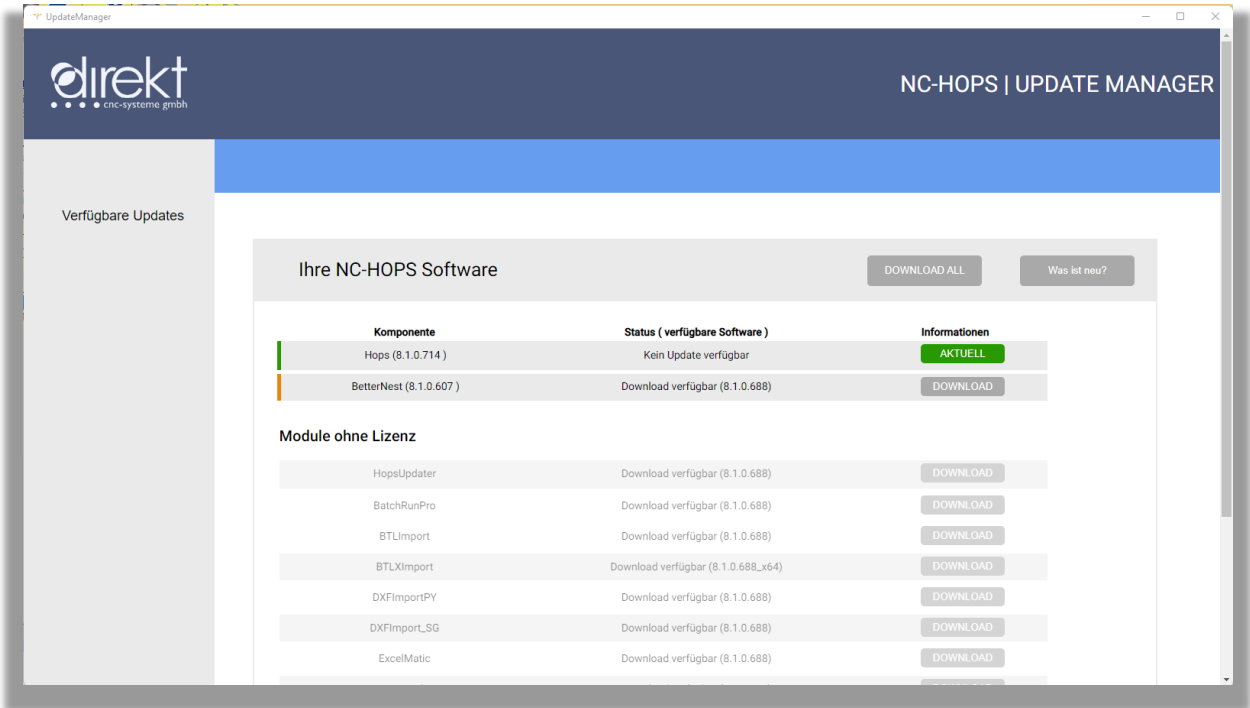 UpdateManager
direkt
cnc-systeme gmbh
NC-HOPS | UPDATE MANAGER
Verfügbare Updates
Ihre NC-HOPS Software
DOWNLOAD ALL
Was ist neu?
Komponente Status ( verfügbare Software ) Informationen
Hops (8.1.0.714 ) Kein Update verfügbar AKTUELL
BetterNest (8.1.0.607 ) Download verfügbar (8.1.0.688) DOWNLOAD
Module ohne Lizenz
HopsUpdater Download verfügbar (8.1.0.688) DOWNLOAD
BatchRunPro Download verfügbar (8.1.0.688) DOWNLOAD
BTLImport Download verfügbar (8.1.0.688) DOWNLOAD
BTLXImport Download verfügbar (8.1.0.688_x64) DOWNLOAD
DXFImportPY Download verfügbar (8.1.0.688) DOWNLOAD
DXFImport_SG Download verfügbar (8.1.0.688) DOWNLOAD
ExcelMatic Download verfügbar (8.1.0.688) DOWNLOAD